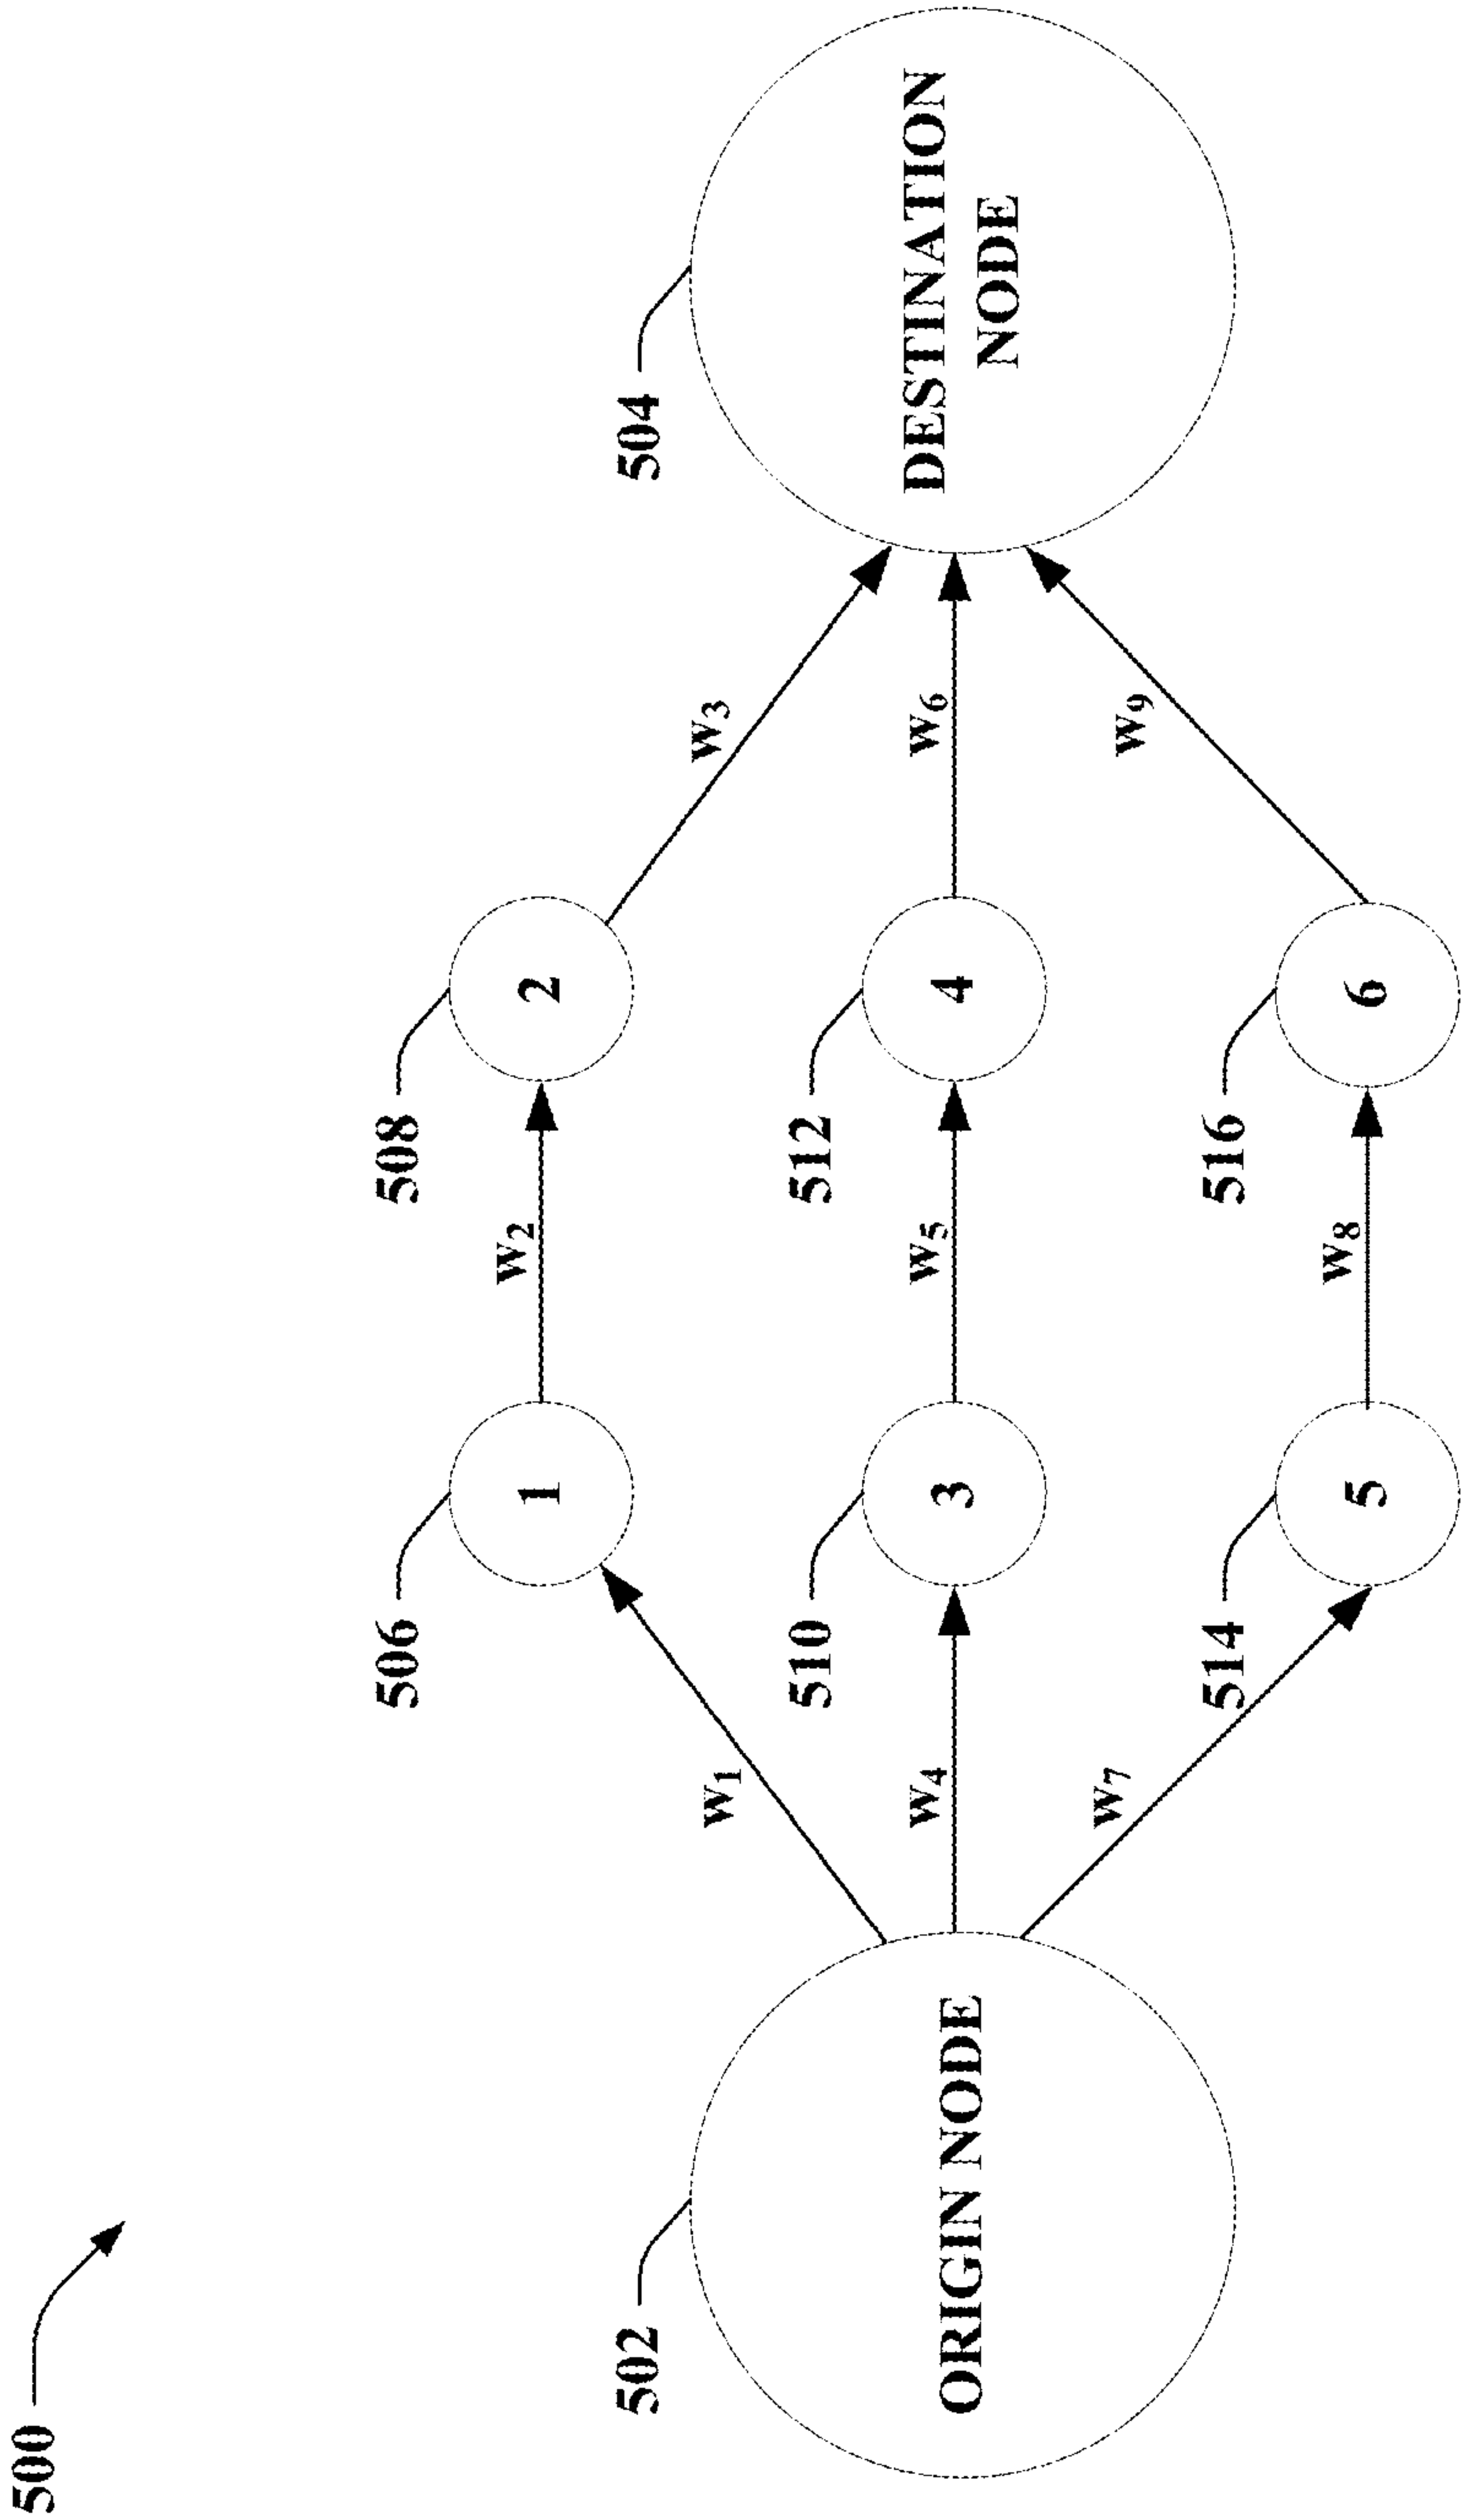 500
506
508
504
W₁
W₂
W₃
1
2
502
510
512
ORIGIN NODE
W₄
3
W₅
4
W₆
DESTINATION
NODE
514
516
W₇
W₈
W₉
5
6